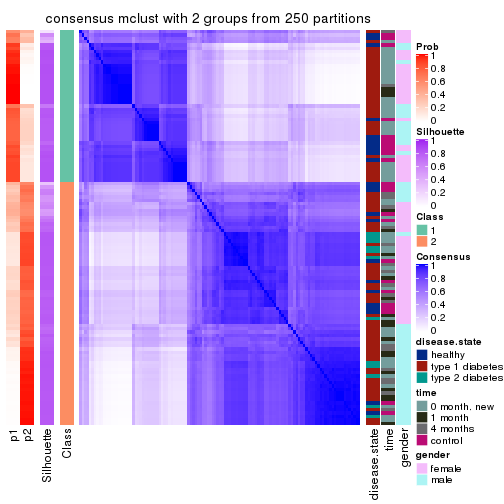 consensus mclust with 2 groups from 250 partitions
Prob
1
0.8
0.6
0.4
0.2
0
Silhouette
1
0.8
0.6
0.4
0.2
0
Class
1
2
Consensus
1
0.8
0.6
0.4
0.2
0
disease.state
healthy
type 1 diabetes
type 2 diabetes
time
0 month. new
1 month
4 months
control
gender
female
male
p1
p2
Silhouette
Class
disease.state
time
gender